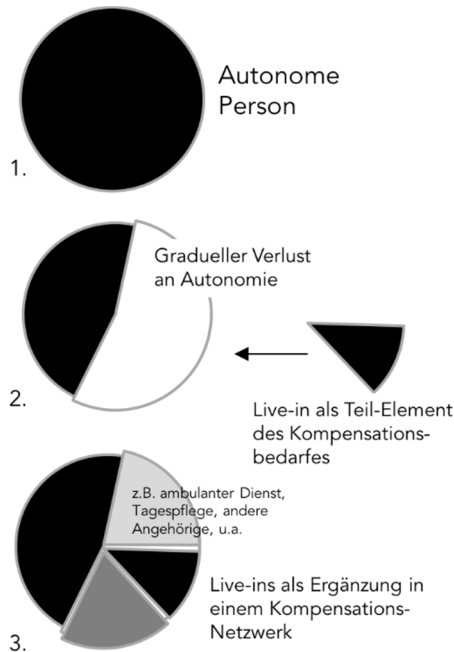 Autonome
Person
1.
Gradueller Verlust
an Autonomie
2.
Live-in als Teil-Element
des Kompensations-
bedarfes
z.B. ambulanter Dienst,
Tagespflege, andere
Angehörige, u.a.
Live-ins als Ergänzung in
einem Kompensations-
Netzwerk
3.